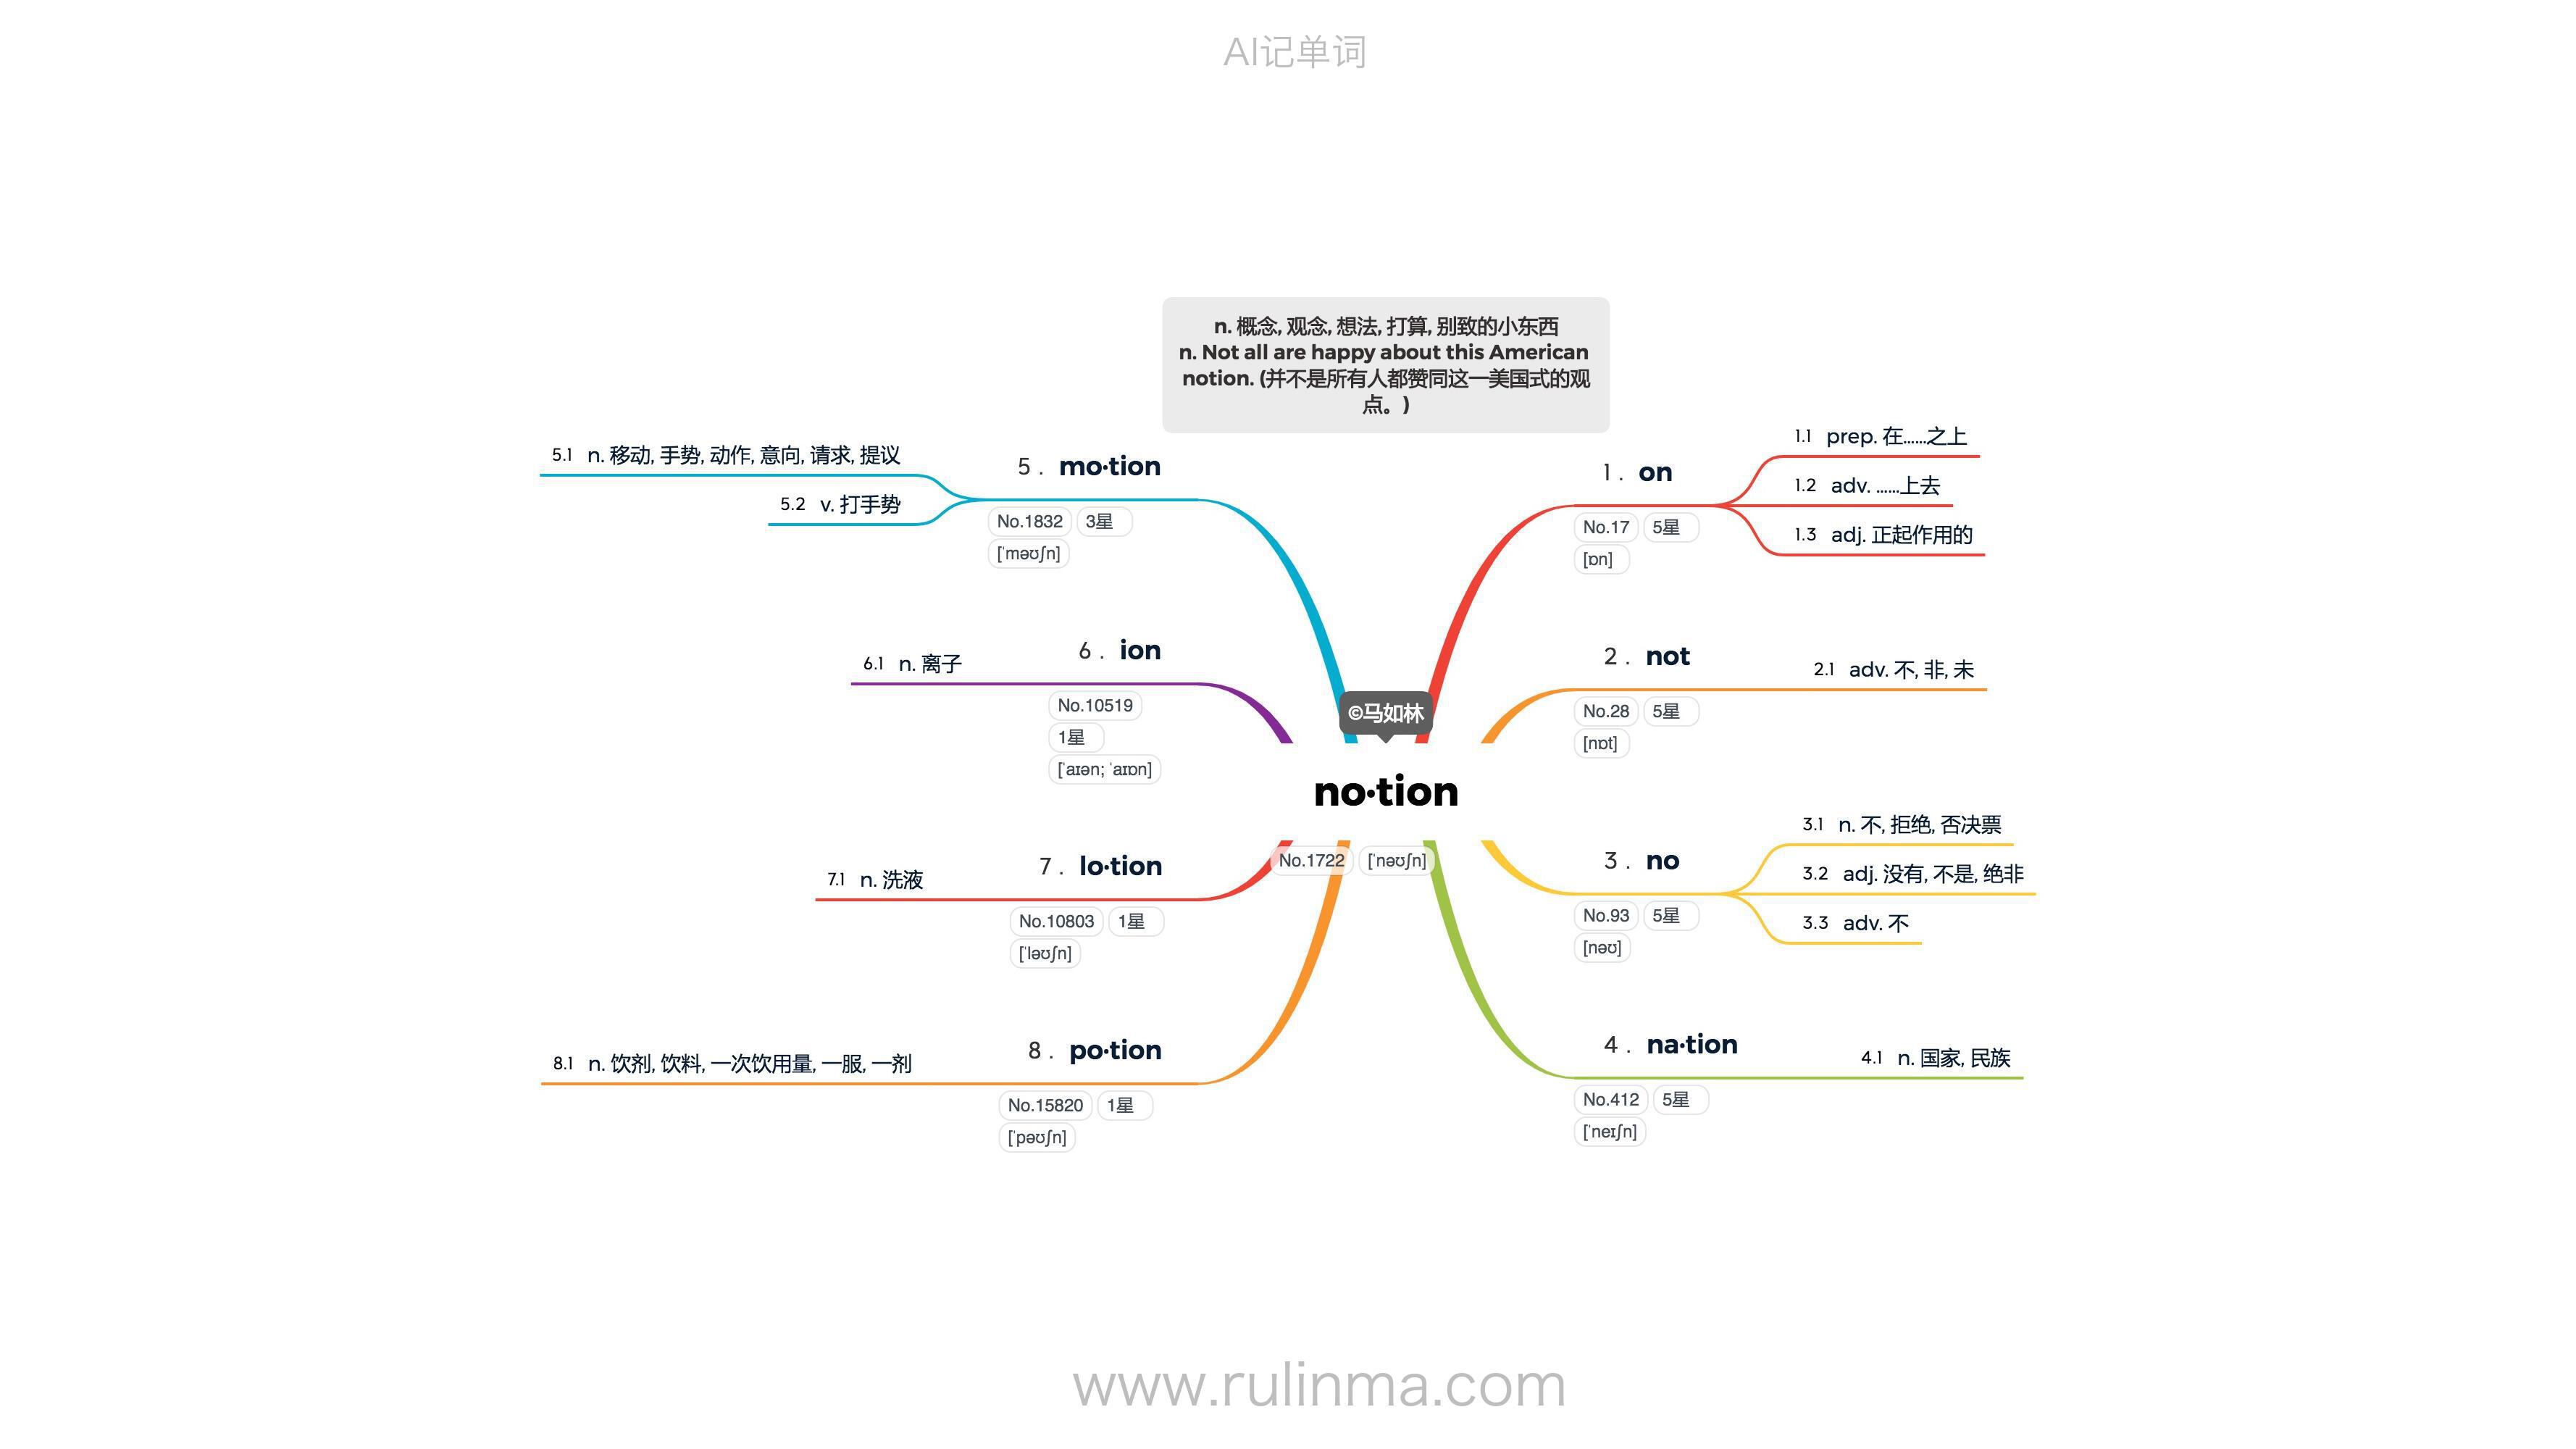 AI记单词
n. 概念, 观念, 想法, 打算, 别致的小东西
n. Not all are happy about this American
notion. (并不是所有人都赞同这一美国式的观
点。)
©马如林
no·tion
No.1722 [ˈnəʊʃn]
1 . on
No.17 5星
[ɒn]
1.1 prep. 在……之上
1.2 adv. ……上去
1.3 adj. 正起作用的
2 . not
No.28 5星
[nɒt]
2.1 adv. 不, 非, 未
3 . no
No.93 5星
[nəʊ]
3.1 n. 不, 拒绝, 否决票
3.2 adj. 没有, 不是, 绝非
3.3 adv. 不
4 . na·tion
No.412 5星
[ˈneɪʃn]
4.1 n. 国家, 民族
5 . mo·tion
No.1832 3星
[ˈməʊʃn]
5.1 n. 移动, 手势, 动作, 意向, 请求, 提议
5.2 v. 打手势
6 . ion
No.10519
1星
[ˈaɪən; ˈaɪɒn]
6.1 n. 离子
7 . lo·tion
No.10803 1星
[ˈləʊʃn]
7.1 n. 洗液
8 . po·tion
No.15820 1星
[ˈpəʊʃn]
8.1 n. 饮剂, 饮料, 一次饮用量, 一服, 一剂
www.rulinma.com